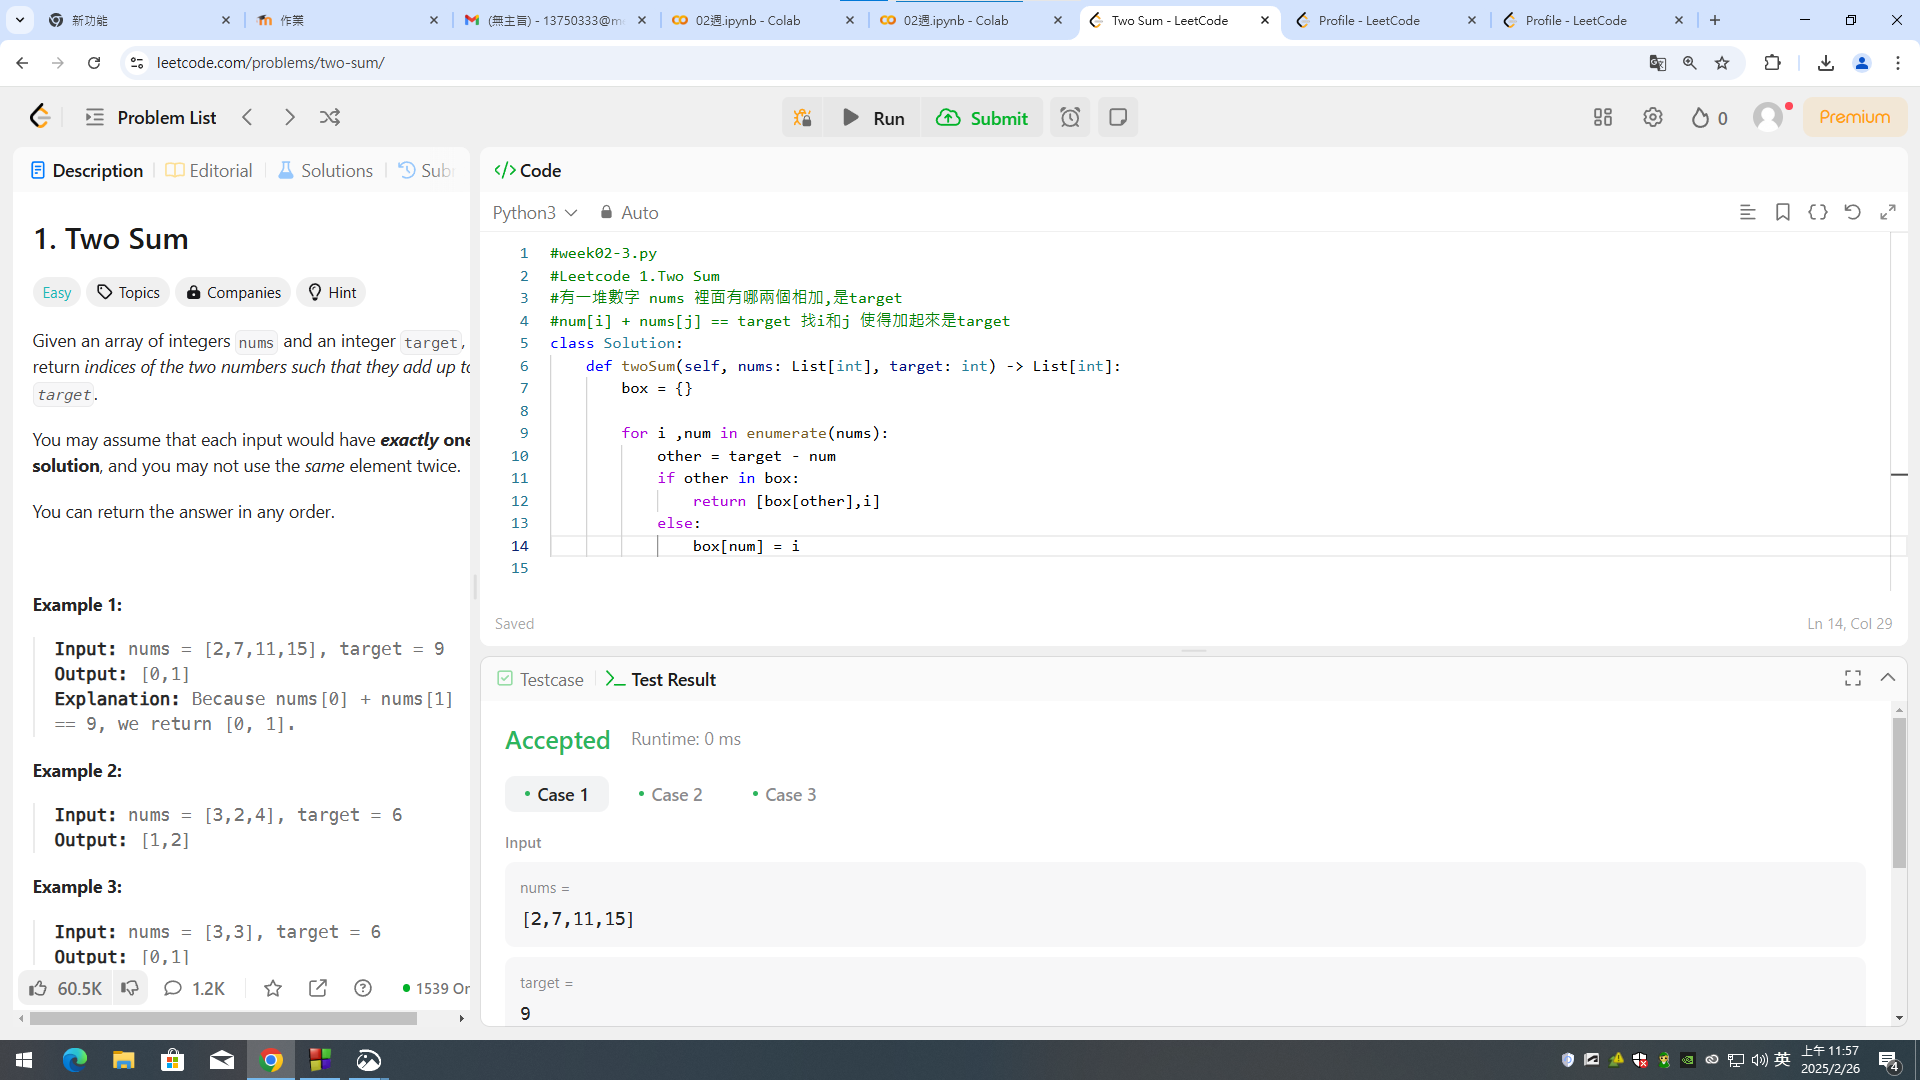 新功能
作業
(無主旨) - 13750333@me
02週.ipynb - Colab
02週.ipynb - Colab
Two Sum - LeetCode
Profile - LeetCode
Profile - LeetCode
leetcode.com/problems/two-sum/
Problem List
Run
Submit
0
Premium
Description
Editorial
Solutions
Sub
1. Two Sum
Easy
Topics
Companies
Hint
Given an array of integers nums and an integer target,
return indices of the two numbers such that they add up to
target.
You may assume that each input would have exactly one
solution, and you may not use the same element twice.
You can return the answer in any order.
Example 1:
Input: nums = [2,7,11,15], target = 9
Output: [0,1]
Explanation: Because nums[0] + nums[1]
== 9, we return [0, 1].
Example 2:
Input: nums = [3,2,4], target = 6
Output: [1,2]
Example 3:
Input: nums = [3,3], target = 6
Output: [0,1]
60.5K
1.2K
1539 On
Code
Python3
Auto
1 #week02-3.py
2 #Leetcode 1.Two Sum
3 #有一堆數字 nums 裡面有哪兩個相加,是target
4 #num[i] + nums[j] == target 找i和j 使得加起來是target
5 class Solution:
6 def twoSum(self, nums: List[int], target: int) -> List[int]:
7 box = {}
8
9 for i ,num in enumerate(nums):
10 other = target - num
11 if other in box:
12 return [box[other],i]
13 else:
14 box[num] = i
15
Saved
Ln 14, Col 29
Testcase
Test Result
Accepted
Runtime: 0 ms
Case 1
Case 2
Case 3
Input
nums =
[2,7,11,15]
target =
9
英
上午 11:57
2025/2/26
4